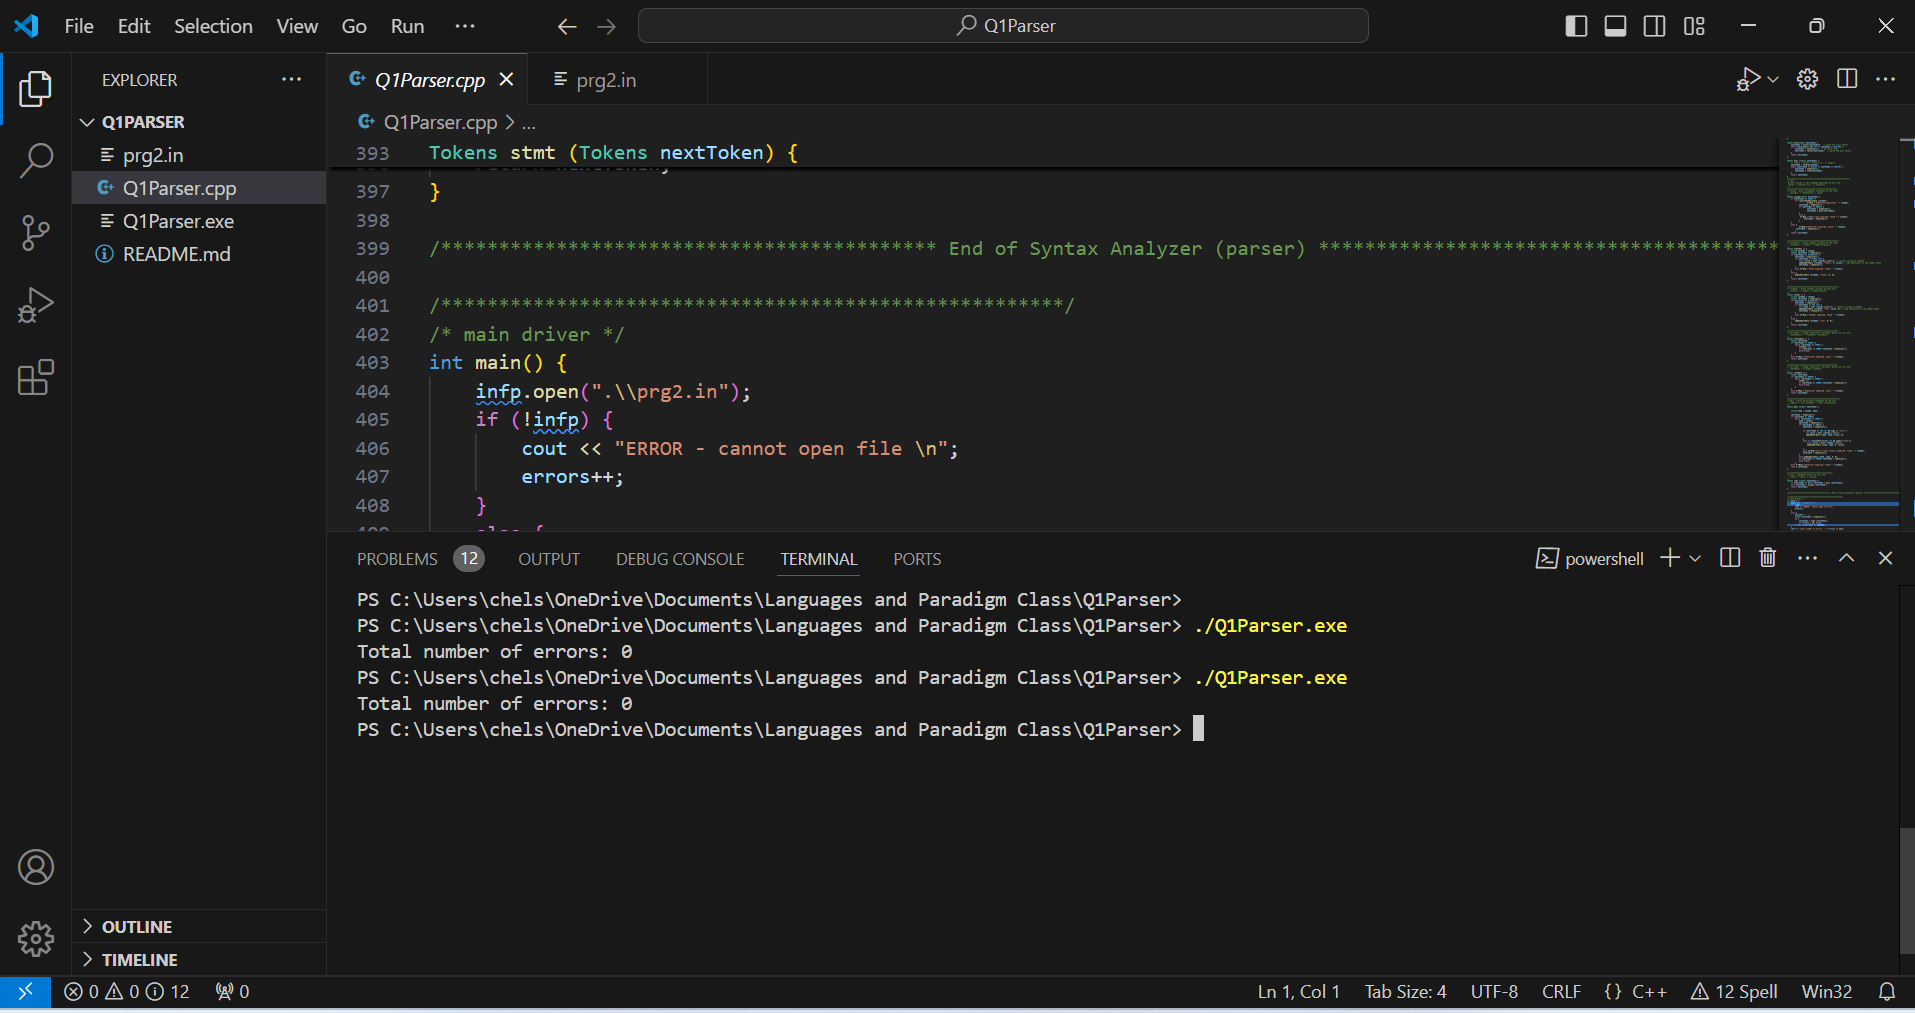 File Edit Selection View Go Run ··· Q1Parser
EXPLORER ···
Q1PARSER
prg2.in
Q1Parser.cpp
Q1Parser.exe
README.md
OUTLINE
TIMELINE
Q1Parser.cpp prg2.in
Q1Parser.cpp > ...
393 Tokens stmt (Tokens nextToken) {
397 }
398
399 /******************************************* End of Syntax Analyzer (parser) ****************************************
400
401 /******************************************************/
402 /* main driver */
403 int main() {
404 infp.open(".\\prg2.in");
405 if (!infp) {
406 cout << "ERROR - cannot open file \n";
407 errors++;
408 }
409 else {
PROBLEMS 12 OUTPUT DEBUG CONSOLE TERMINAL PORTS powershell
PS C:\Users\chels\OneDrive\Documents\Languages and Paradigm Class\Q1Parser>
PS C:\Users\chels\OneDrive\Documents\Languages and Paradigm Class\Q1Parser> ./Q1Parser.exe
Total number of errors: 0
PS C:\Users\chels\OneDrive\Documents\Languages and Paradigm Class\Q1Parser> ./Q1Parser.exe
Total number of errors: 0
PS C:\Users\chels\OneDrive\Documents\Languages and Paradigm Class\Q1Parser>
0 0 12 0 Ln 1, Col 1 Tab Size: 4 UTF-8 CRLF {} C++ 12 Spell Win32